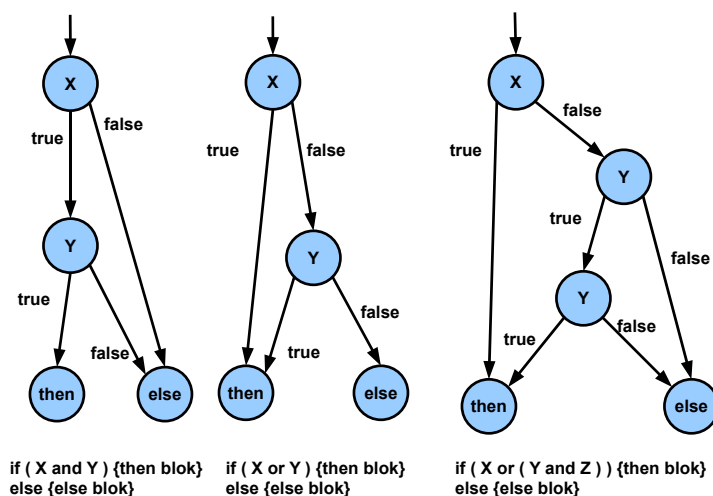 X
true
false
Y
true
false
then
else
if ( X and Y ) {then blok}
else {else blok}
X
true
false
Y
false
true
then
else
if ( X or Y ) {then blok}
else {else blok}
X
false
true
Y
true
false
Y
false
true
then
else
if ( X or ( Y and Z ) ) {then blok}
else {else blok}